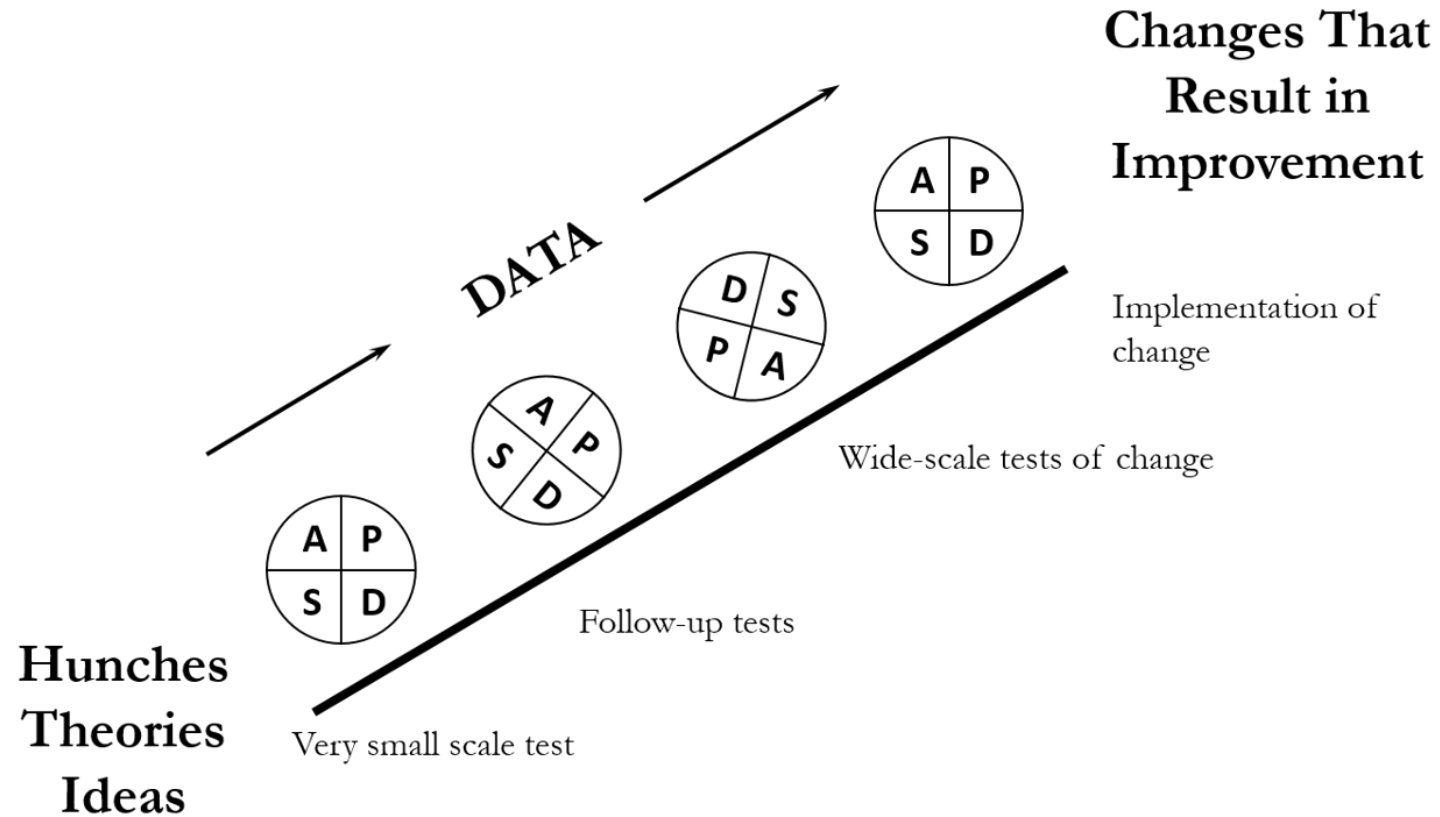 Changes That
Result in
Improvement
DATA
A P
S D
D S
P A
A P
S D
A P
S D
Implementation of
change
Wide-scale tests of change
Follow-up tests
Hunches
Theories
Ideas
Very small scale test